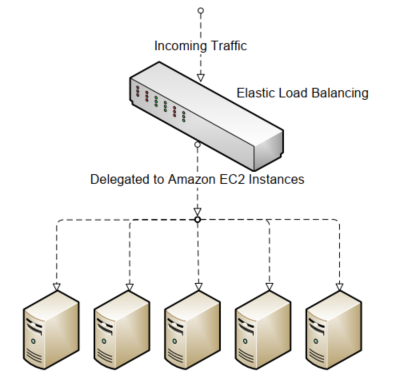 Incoming Traffic
Elastic Load Balancing
Delegated to Amazon EC2 Instances